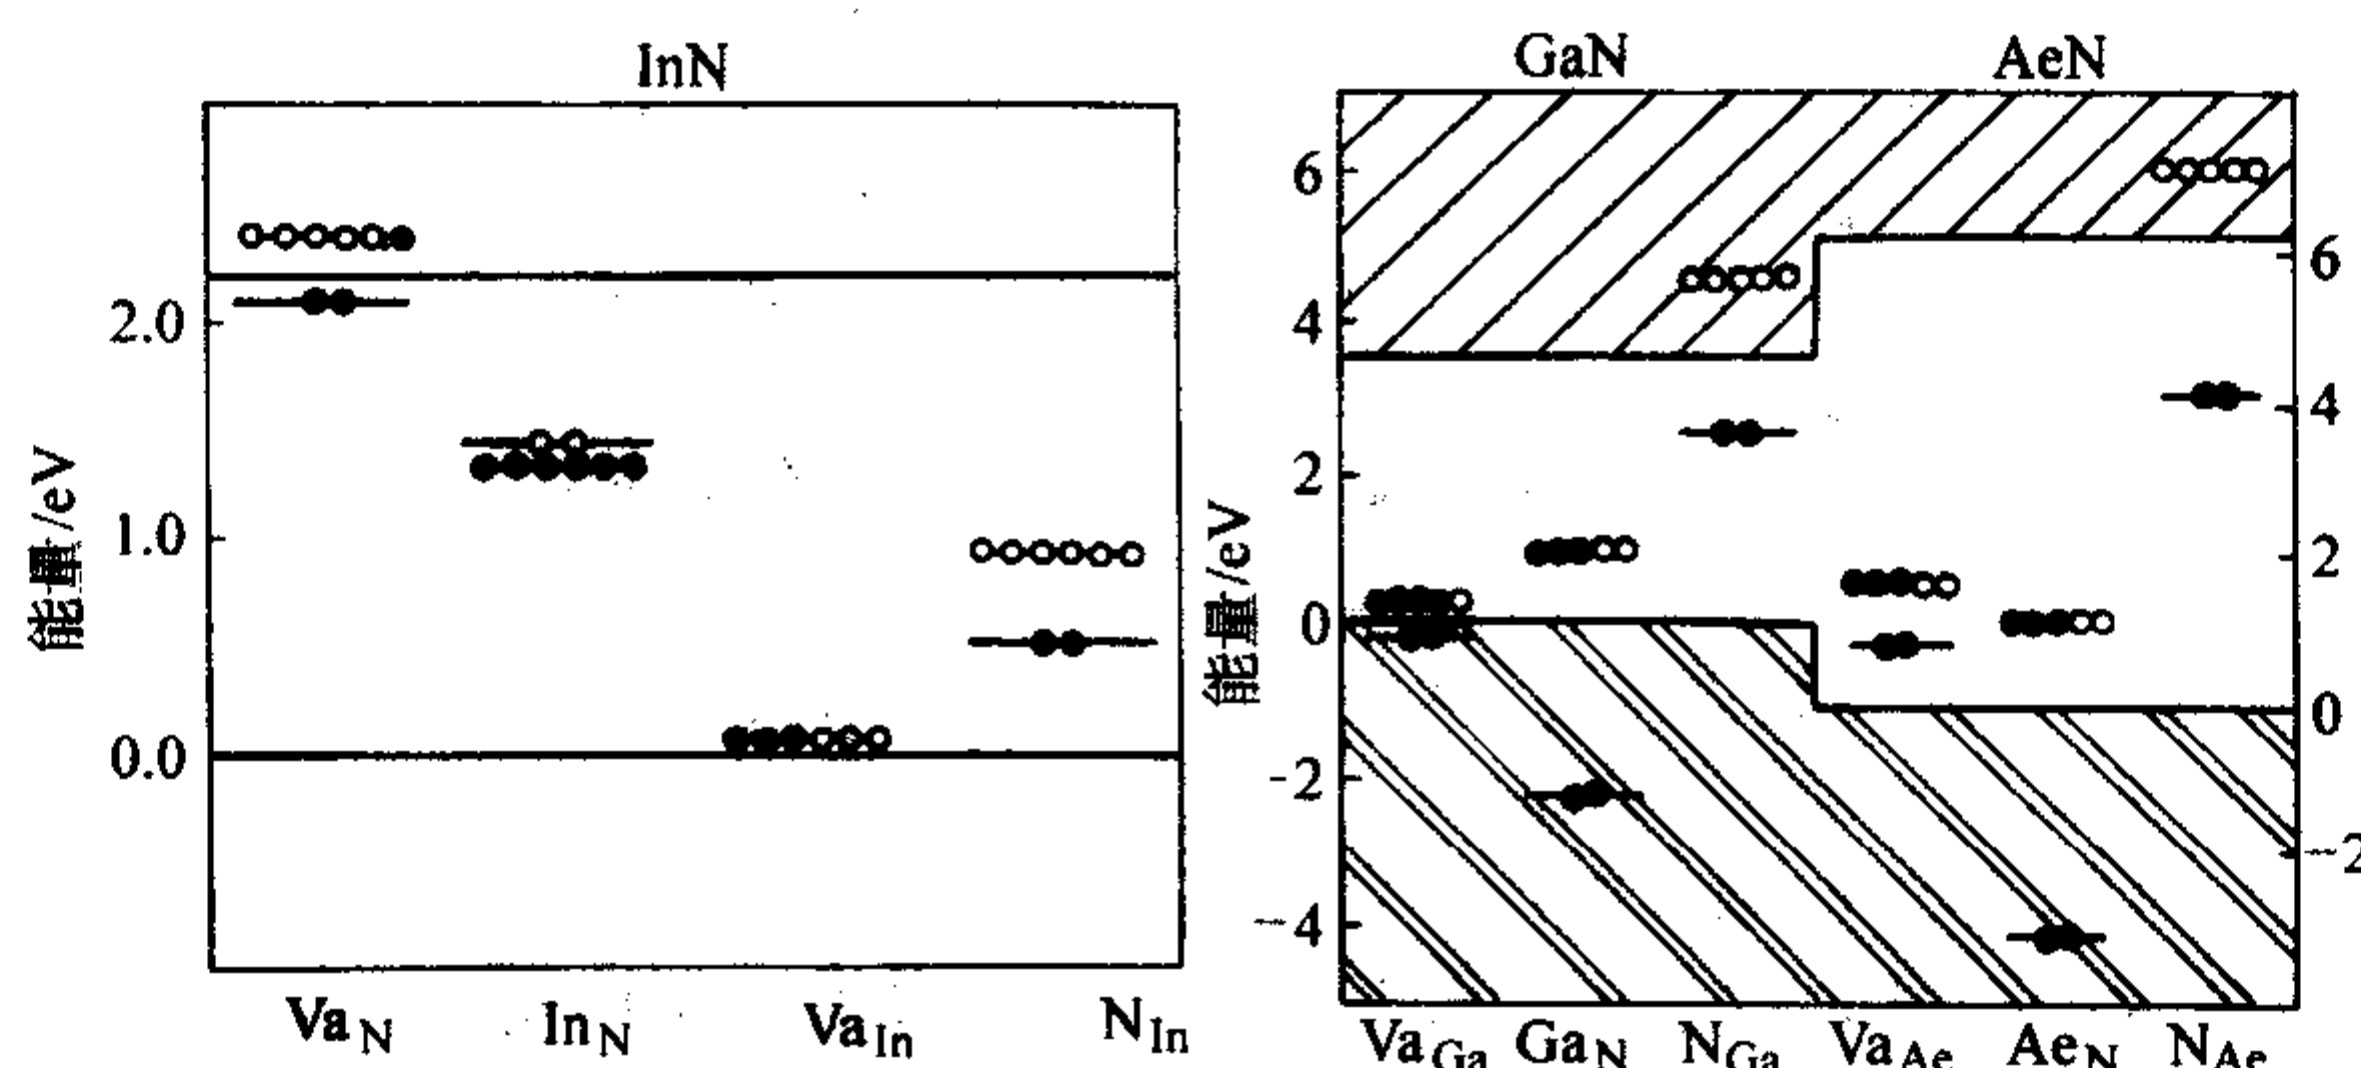 InN
GaN
AeN
2.0
1.0
0.0
能量/eV
Va N
In N
Va In
N In
6
4
2
0
-2
-4
能量/eV
6
4
2
0
-2
Va Ga
Ga N
N Ga
Va Ae
Ae N
N Ae